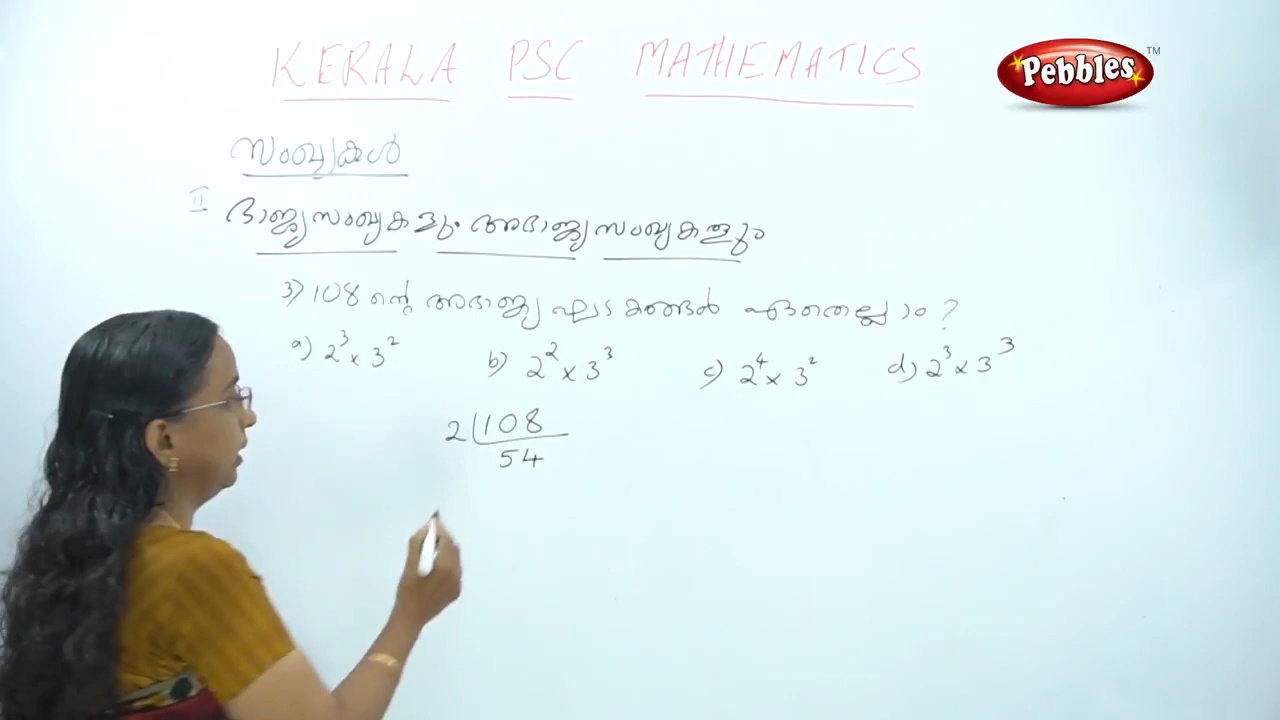 KERALA PSC MATHEMATICS
Pebbles TM
സംഖ്യകൾ
II ഭാജ്യസംഖ്യകളും അഭാജ്യസംഖ്യകളും
3) 108 ന്റെ അഭാജ്യ ഘടകങ്ങൾ ഏതെല്ലാം ?
a) 2³ x 3² b) 2² x 3³ c) 2⁴ x 3² d) 2³ x 3³
2 108
54